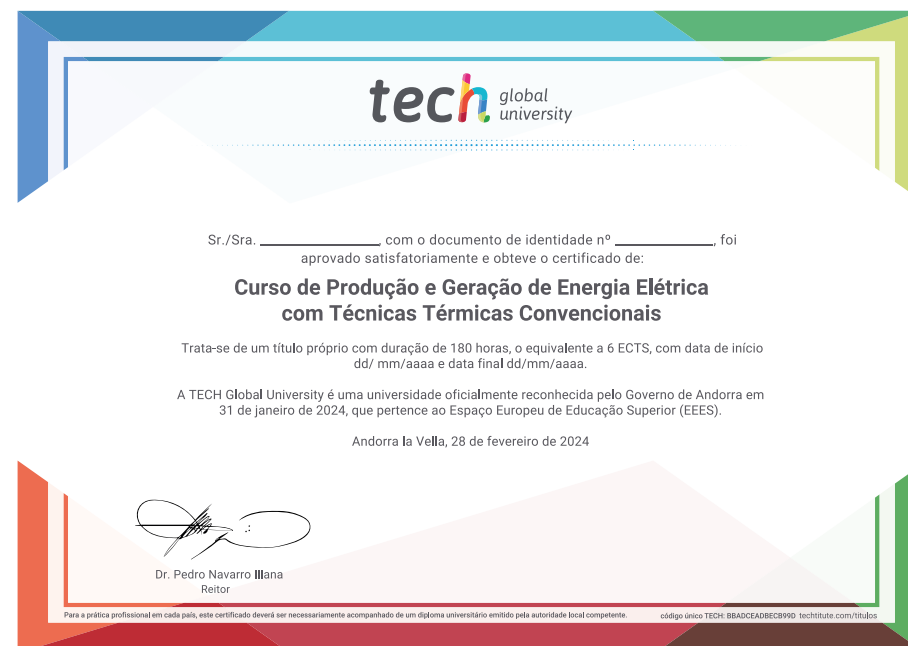 tech global university
Sr./Sra. ____________, com o documento de identidade nº ____________, foi
aprovado satisfatoriamente e obteve o certificado de:
Curso de Produção e Geração de Energia Elétrica
com Técnicas Térmicas Convencionais
Trata-se de um título próprio com duração de 180 horas, o equivalente a 6 ECTS, com data de início
dd/ mm/aaaa e data final dd/mm/aaaa.
A TECH Global University é uma universidade oficialmente reconhecida pelo Governo de Andorra em
31 de janeiro de 2024, que pertence ao Espaço Europeu de Educação Superior (EEES).
Andorra la Vella, 28 de fevereiro de 2024
Dr. Pedro Navarro Illana
Reitor
Para a prática profissional em cada país, este certificado deverá ser necessariamente acompanhado de um diploma universitário emitido pela autoridade local competente.
código único TECH: BBADCEADBECB99D techtitute.com/titulos